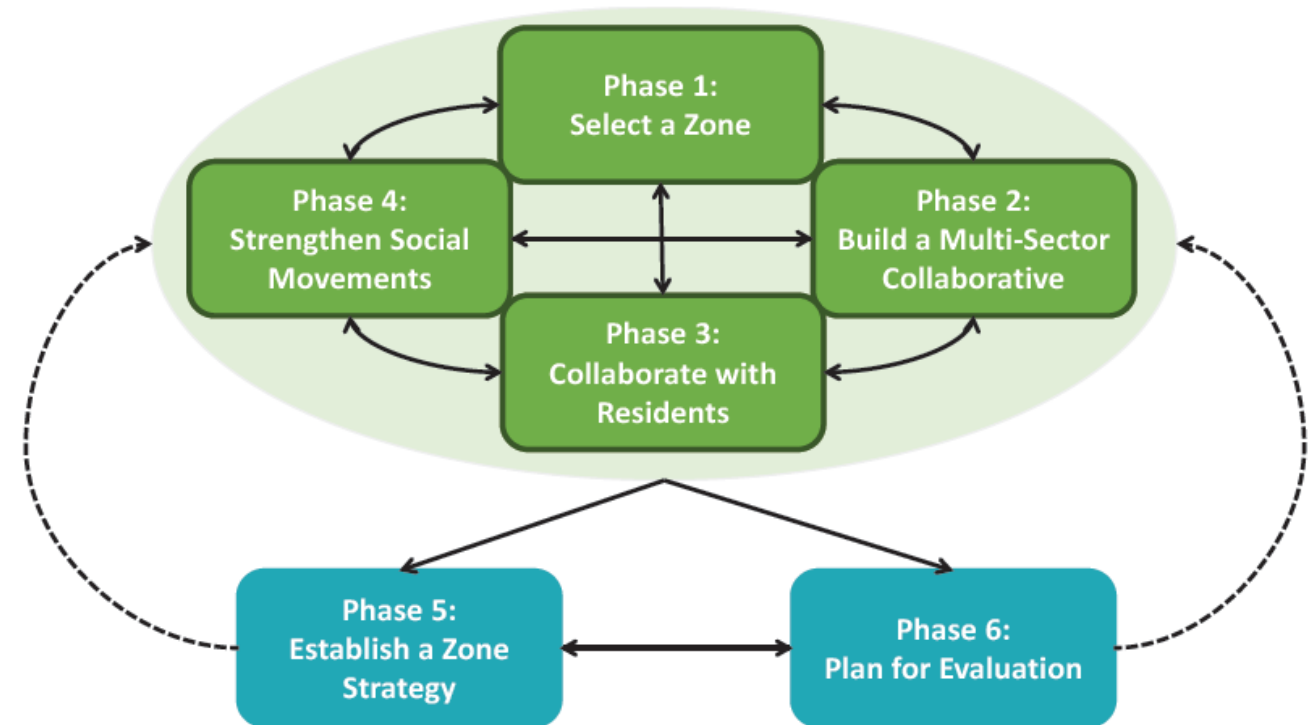 Phase 1:
Select a Zone
Phase 4:
Strengthen Social
Movements
Phase 2:
Build a Multi-Sector
Collaborative
Phase 3:
Collaborate with
Residents
Phase 5:
Establish a Zone
Strategy
Phase 6:
Plan for Evaluation